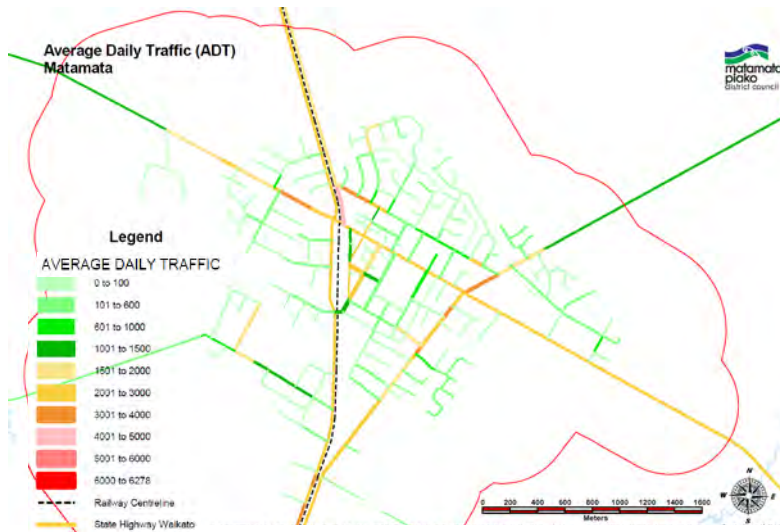 Average Daily Traffic (ADT)
Matamata
matamata
piako
district council
Legend
AVERAGE DAILY TRAFFIC
0 to 100
101 to 600
601 to 1000
1001 to 1500
1501 to 2000
2001 to 3000
3001 to 4000
4001 to 5000
5001 to 6000
6000 to 6278
Railway Centreline
State Highway Waikato
0 200 400 600 800 1000 1200 1400 1600
Meters
N
W E
S